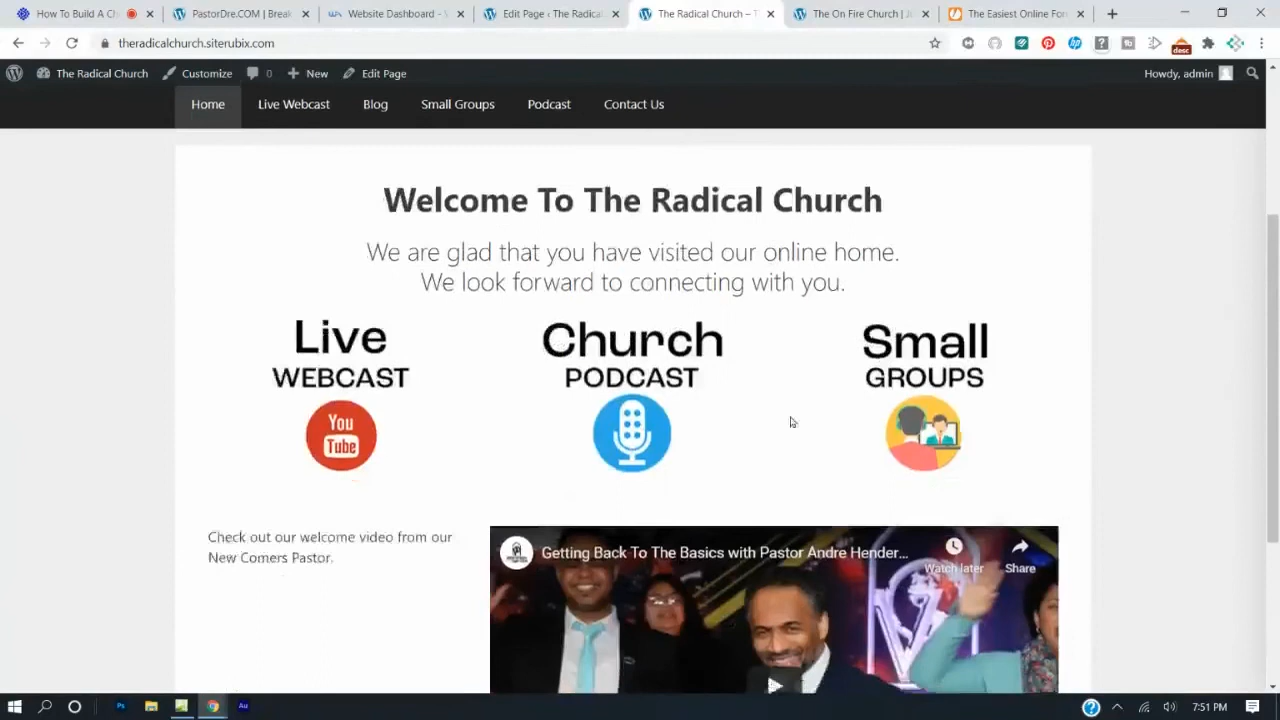 How To Build A Ch
PastorDre.COM | Break
Website Dashboard - S
Edit Page ‹ The Radical
The Radical Church – T
The On Fire Church | Ju
The Easiest Online For
theradicalchurch.siterubix.com
desc
The Radical Church
Customize
0
New
Edit Page
Howdy, admin
Home
Live Webcast
Blog
Small Groups
Podcast
Contact Us
Welcome To The Radical Church
We are glad that you have visited our online home.
We look forward to connecting with you.
Live
WEBCAST
You
Tube
Church
PODCAST
Small
GROUPS
Check out our welcome video from our
New Comers Pastor.
Getting Back To The Basics with Pastor Andre Hender...
Watch later
Share
Ps
Au
7:51 PM